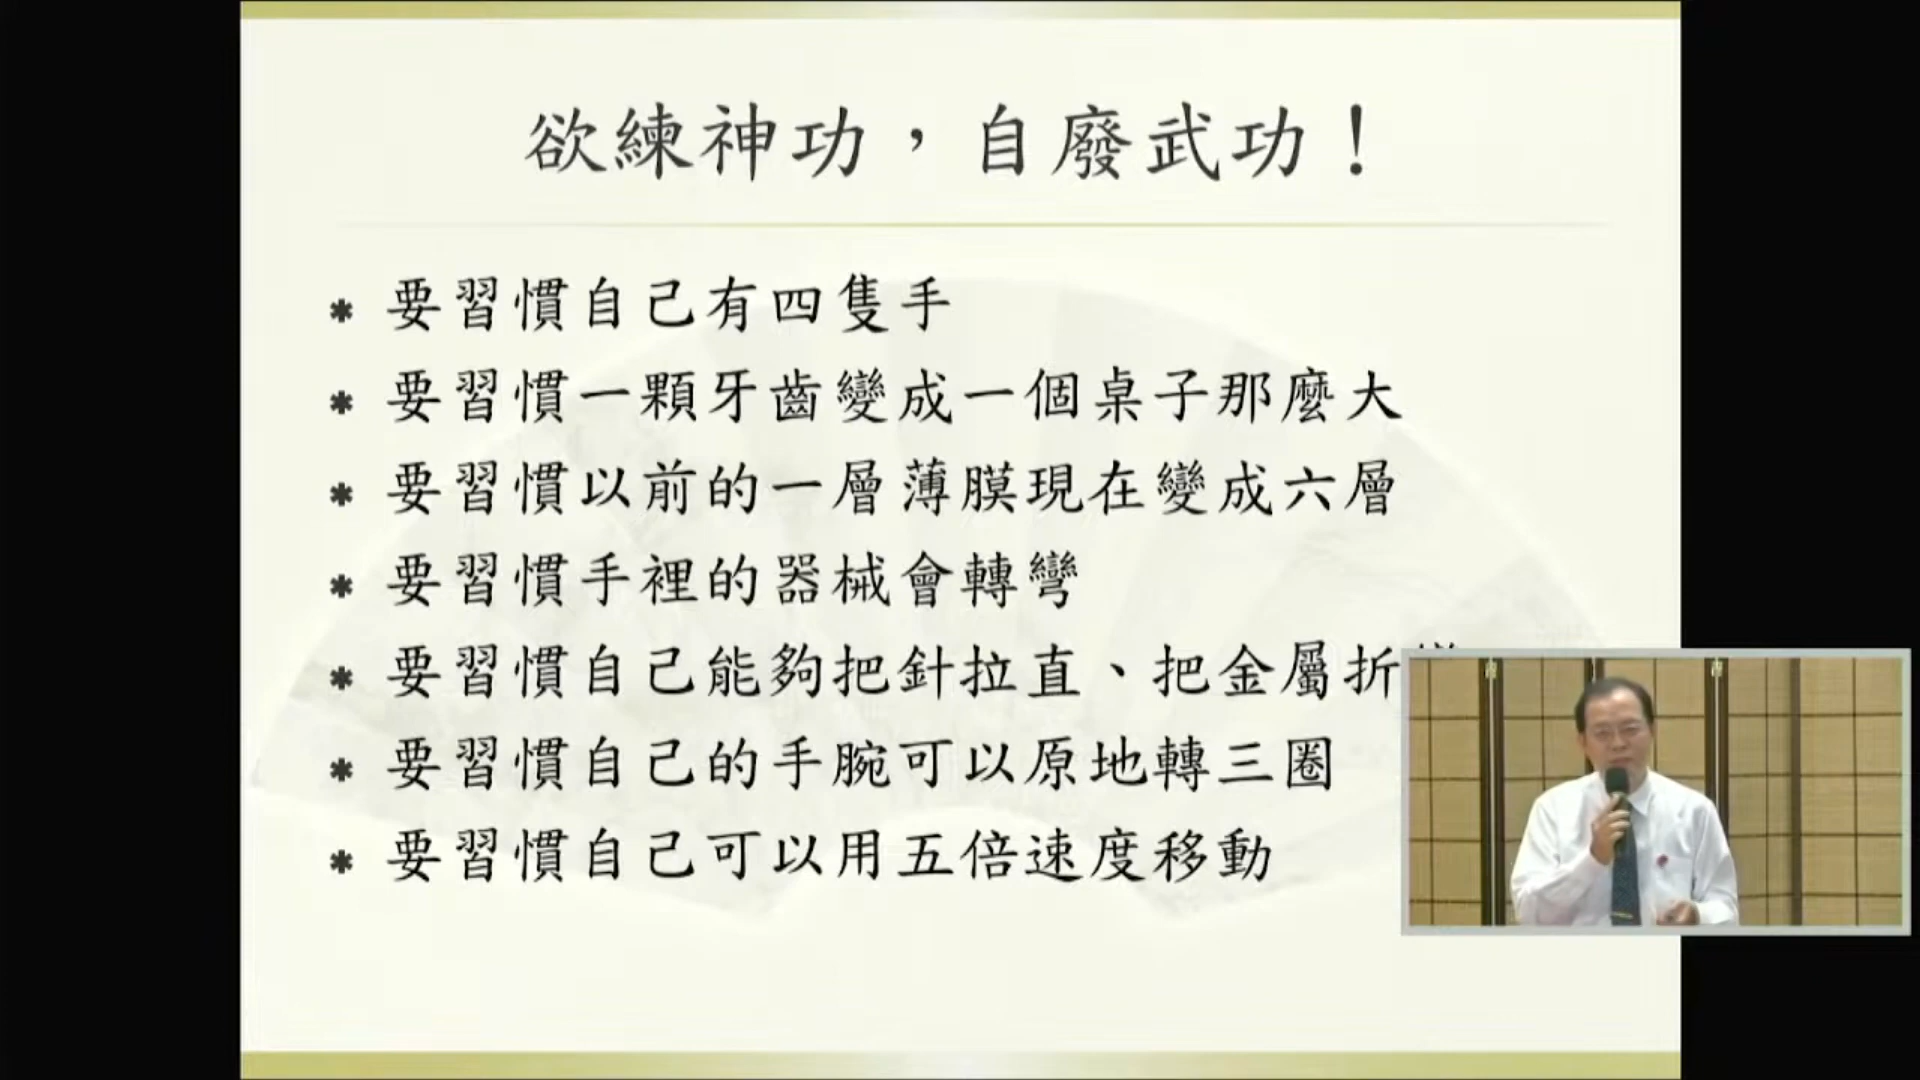 欲練神功，自廢武功！
* 要習慣自己有四隻手
* 要習慣一顆牙齒變成一個桌子那麼大
* 要習慣以前的一層薄膜現在變成六層
* 要習慣手裡的器械會轉彎
* 要習慣自己能夠把針拉直、把金屬折
* 要習慣自己的手腕可以原地轉三圈
* 要習慣自己可以用五倍速度移動